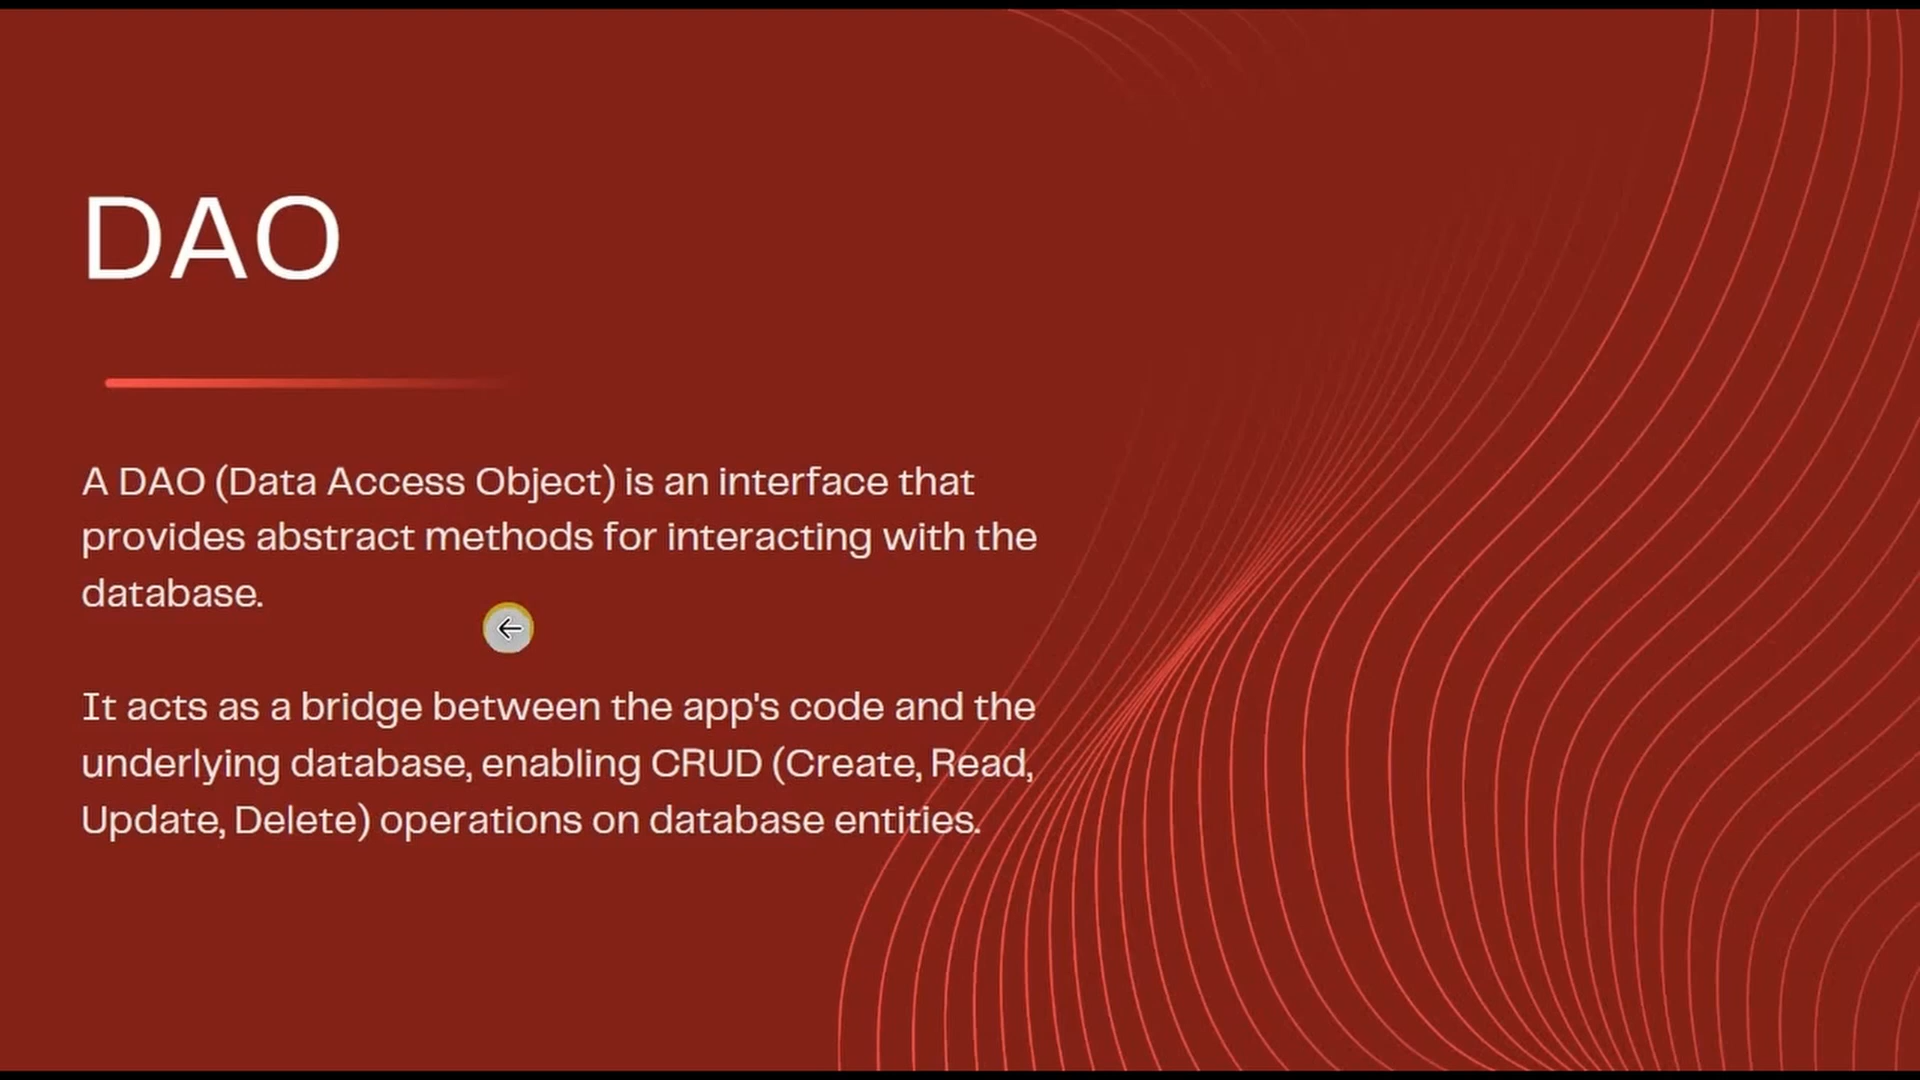 DAO
A DAO (Data Access Object) is an interface that
provides abstract methods for interacting with the
database.
It acts as a bridge between the app's code and the
underlying database, enabling CRUD (Create, Read,
Update, Delete) operations on database entities.